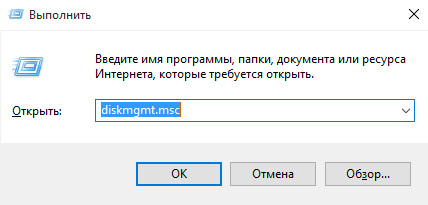 Выполнить
Введите имя программы, папки, документа или ресурса
Интернета, которые требуется открыть.
Открыть: diskmgmt.msc
OK Отмена Обзор...